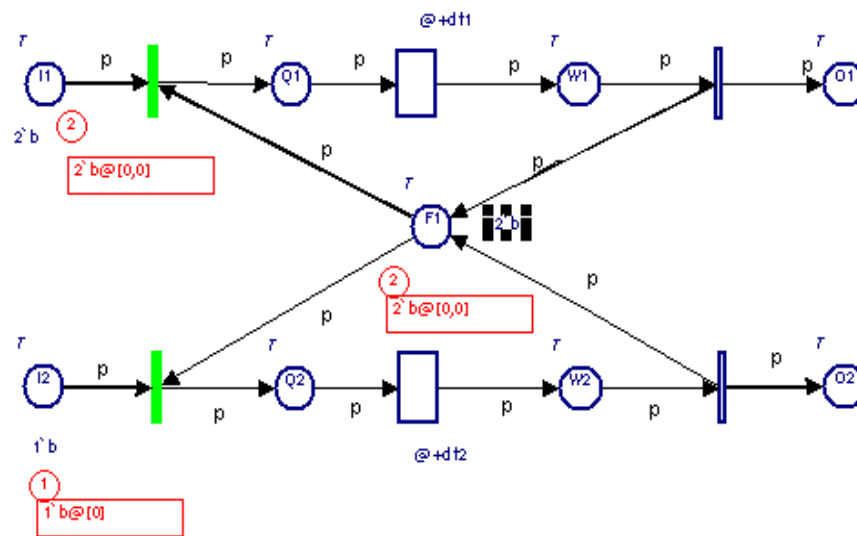 @+dt1
T T T T
p p p p p p
I1 Q1 W1 O1
2`b 2
2`b@[0,0]
p p
T
F1 2`b
2
2`b@[0,0]
p p
T T T T
p p
I2 Q2 W2 O2
p p p p
1`b @+dt2
1
1`b@[0]